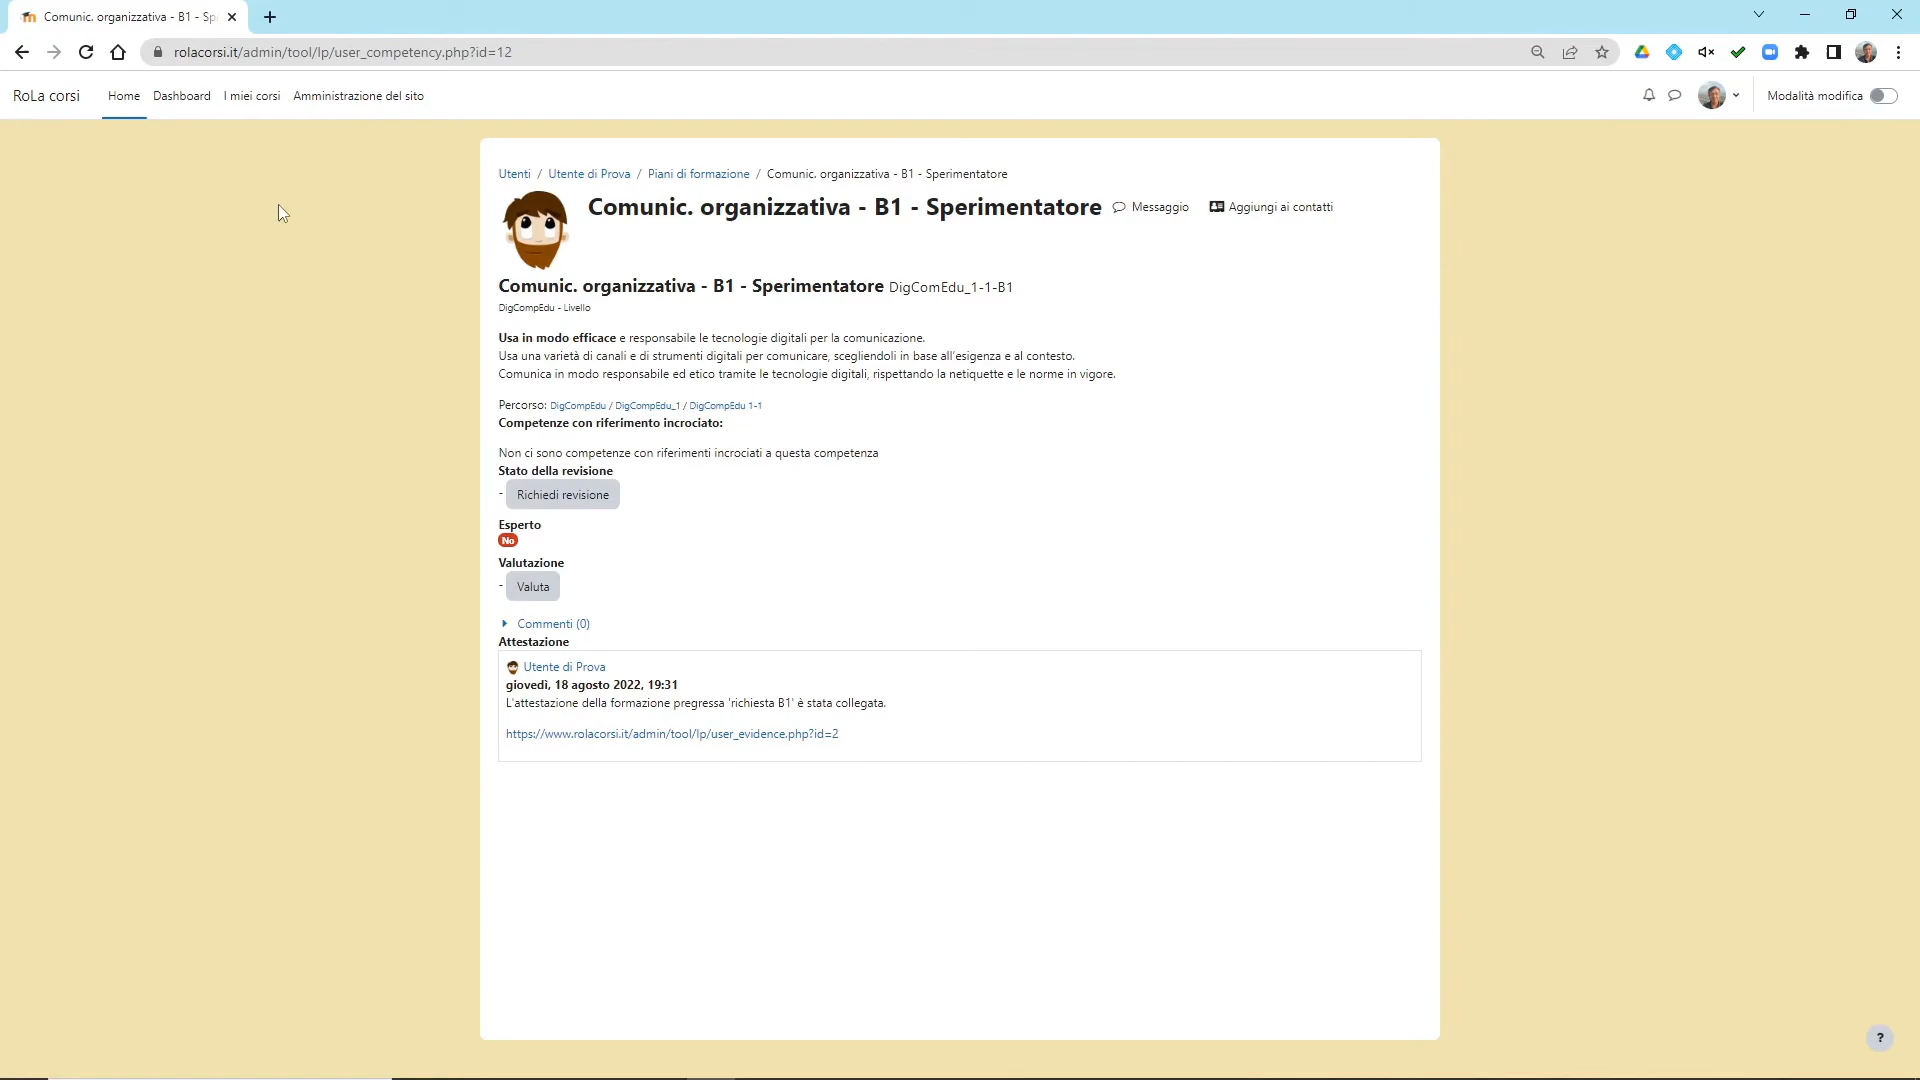 Comunic. organizzativa - B1 - Sp
rolacorsi.it/admin/tool/lp/user_competency.php?id=12
RoLa corsi
Home
Dashboard
I miei corsi
Amministrazione del sito
Modalità modifica
Utenti / Utente di Prova / Piani di formazione / Comunic. organizzativa - B1 - Sperimentatore
Comunic. organizzativa - B1 - Sperimentatore
Messaggio
Aggiungi ai contatti
Comunic. organizzativa - B1 - Sperimentatore DigComEdu_1-1-B1
DigCompEdu - Livello
Usa in modo efficace e responsabile le tecnologie digitali per la comunicazione.
Usa una varietà di canali e di strumenti digitali per comunicare, scegliendoli in base all'esigenza e al contesto.
Comunica in modo responsabile ed etico tramite le tecnologie digitali, rispettando la netiquette e le norme in vigore.
Percorso: DigCompEdu / DigCompEdu_1 / DigCompEdu 1-1
Competenze con riferimento incrociato:
Non ci sono competenze con riferimenti incrociati a questa competenza
Stato della revisione
- Richiedi revisione
Esperto
No
Valutazione
- Valuta
Commenti (0)
Attestazione
Utente di Prova
giovedì, 18 agosto 2022, 19:31
L'attestazione della formazione pregressa 'richiesta B1' è stata collegata.
https://www.rolacorsi.it/admin/tool/lp/user_evidence.php?id=2
?